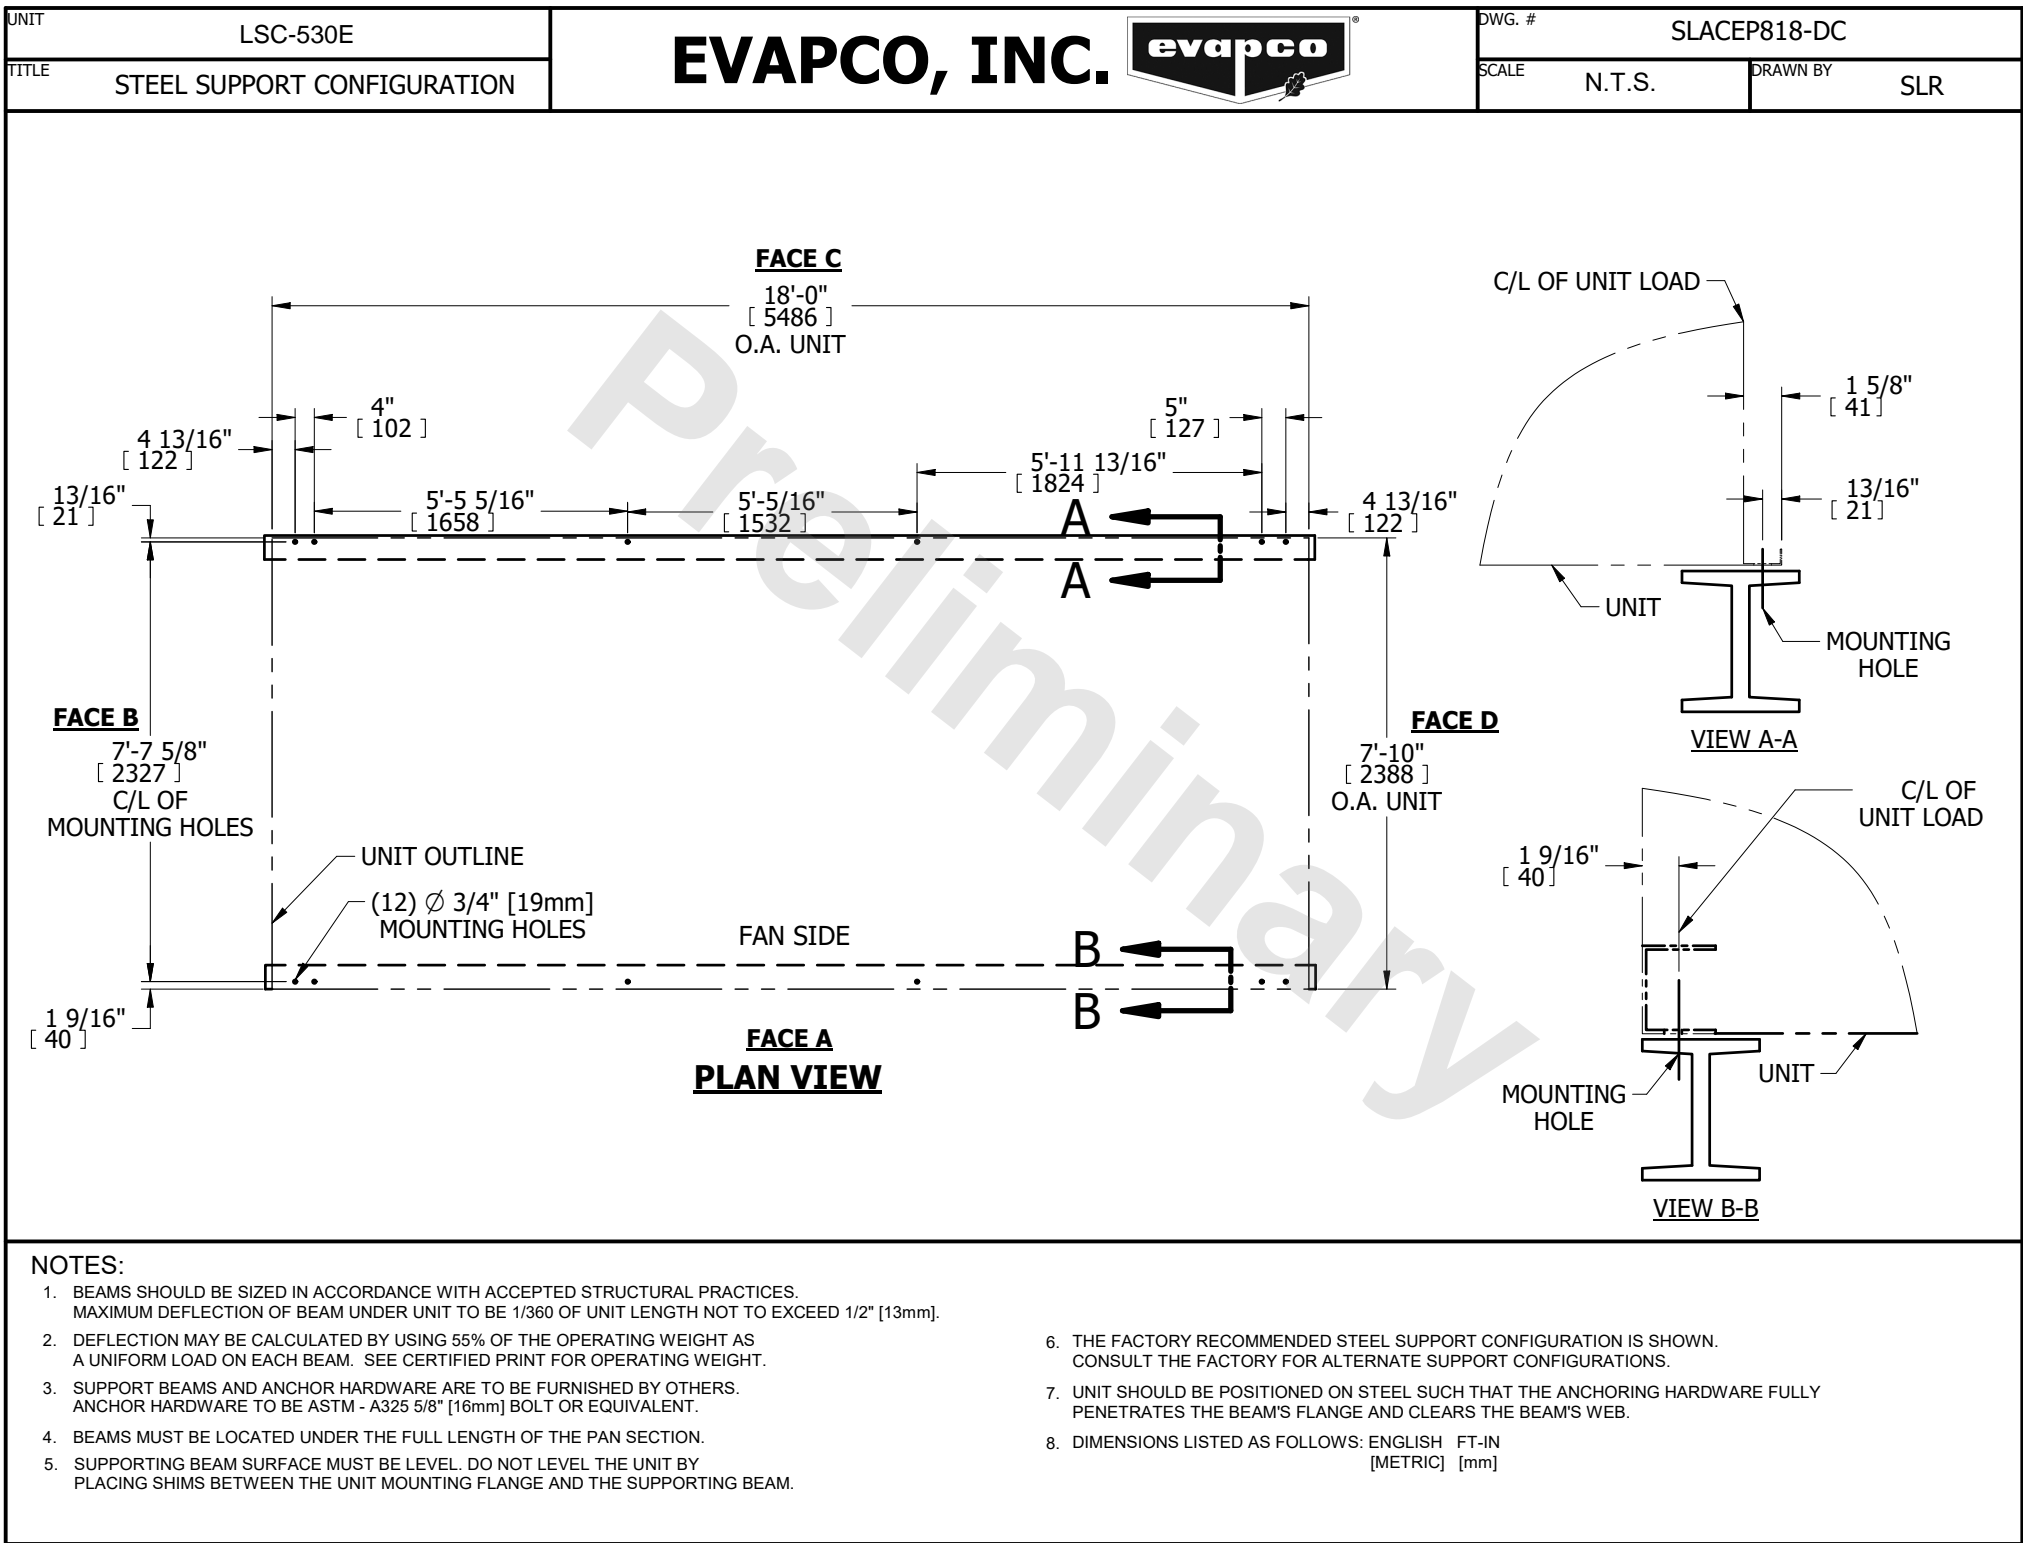 UNIT
LSC-530E
TITLE
STEEL SUPPORT CONFIGURATION
EVAPCO, INC.
evapco
®
DWG. #
SLACEP818-DC
SCALE
N.T.S.
DRAWN BY
SLR
FACE C
18'-0"
[ 5486 ]
O.A. UNIT
4"
[ 102 ]
5"
[ 127 ]
4 13/16"
[ 122 ]
5'-11 13/16"
[ 1824 ]
13/16"
[ 21 ]
5'-5 5/16"
[ 1658 ]
5'-5/16"
[ 1532 ]
4 13/16"
[ 122 ]
A
A
FACE B
7'-7 5/8"
[ 2327 ]
C/L OF
MOUNTING HOLES
FACE D
7'-10"
[ 2388 ]
O.A. UNIT
UNIT OUTLINE
(12) ∅ 3/4" [19mm]
MOUNTING HOLES
FAN SIDE
B
B
1 9/16"
[ 40 ]
FACE A
PLAN VIEW
Preliminary
C/L OF UNIT LOAD
1 5/8"
[ 41 ]
13/16"
[ 21 ]
UNIT
MOUNTING
HOLE
VIEW A-A
C/L OF
UNIT LOAD
1 9/16"
[ 40 ]
UNIT
MOUNTING
HOLE
VIEW B-B
NOTES:
1. BEAMS SHOULD BE SIZED IN ACCORDANCE WITH ACCEPTED STRUCTURAL PRACTICES.
MAXIMUM DEFLECTION OF BEAM UNDER UNIT TO BE 1/360 OF UNIT LENGTH NOT TO EXCEED 1/2" [13mm].
2. DEFLECTION MAY BE CALCULATED BY USING 55% OF THE OPERATING WEIGHT AS
A UNIFORM LOAD ON EACH BEAM. SEE CERTIFIED PRINT FOR OPERATING WEIGHT.
3. SUPPORT BEAMS AND ANCHOR HARDWARE ARE TO BE FURNISHED BY OTHERS.
ANCHOR HARDWARE TO BE ASTM - A325 5/8" [16mm] BOLT OR EQUIVALENT.
4. BEAMS MUST BE LOCATED UNDER THE FULL LENGTH OF THE PAN SECTION.
5. SUPPORTING BEAM SURFACE MUST BE LEVEL. DO NOT LEVEL THE UNIT BY
PLACING SHIMS BETWEEN THE UNIT MOUNTING FLANGE AND THE SUPPORTING BEAM.
6. THE FACTORY RECOMMENDED STEEL SUPPORT CONFIGURATION IS SHOWN.
CONSULT THE FACTORY FOR ALTERNATE SUPPORT CONFIGURATIONS.
7. UNIT SHOULD BE POSITIONED ON STEEL SUCH THAT THE ANCHORING HARDWARE FULLY
PENETRATES THE BEAM'S FLANGE AND CLEARS THE BEAM'S WEB.
8. DIMENSIONS LISTED AS FOLLOWS: ENGLISH FT-IN
[METRIC] [mm]